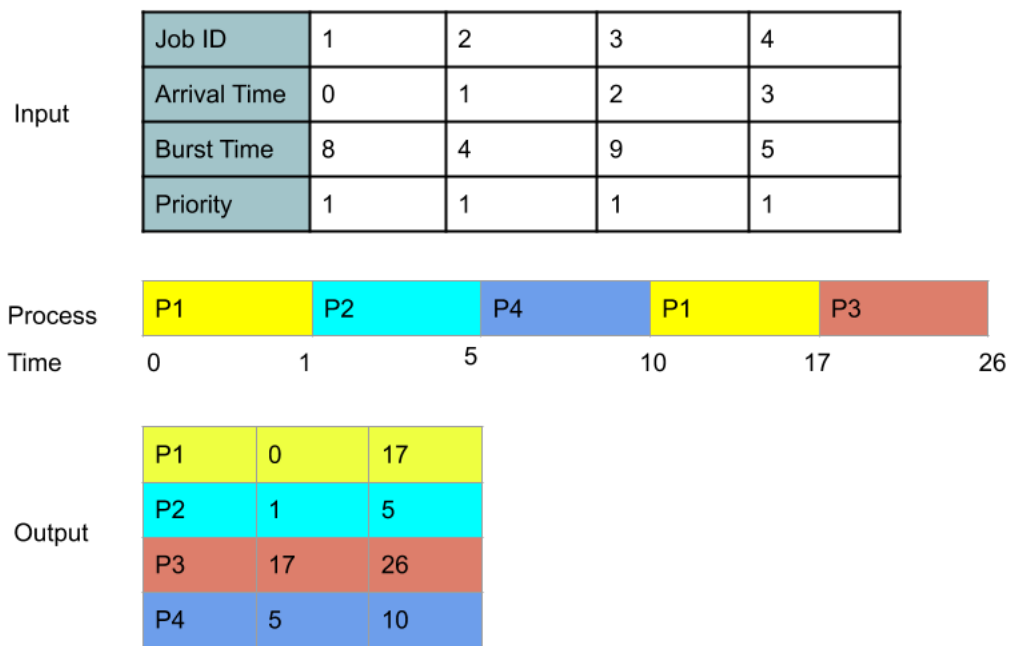 Input
Job ID 1 2 3 4
Arrival Time 0 1 2 3
Burst Time 8 4 9 5
Priority 1 1 1 1
Process P1 P2 P4 P1 P3
Time 0 1 5 10 17 26
Output
P1 0 17
P2 1 5
P3 17 26
P4 5 10